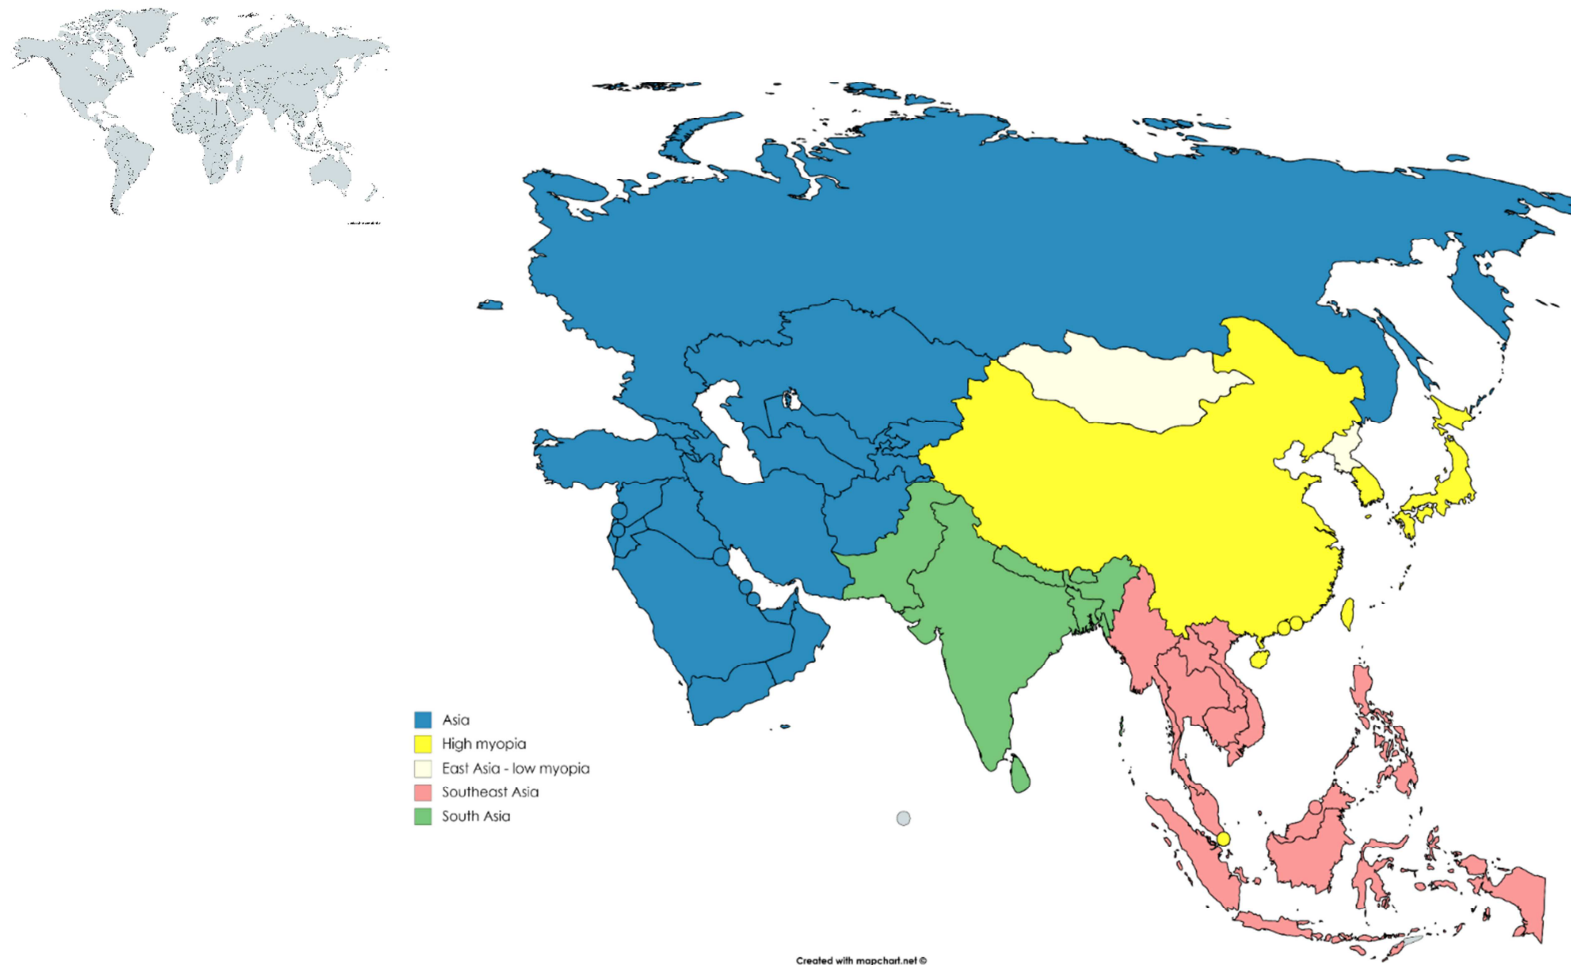 Asia
High myopia
East Asia - low myopia
Southeast Asia
South Asia
Created with mapchart.net ©